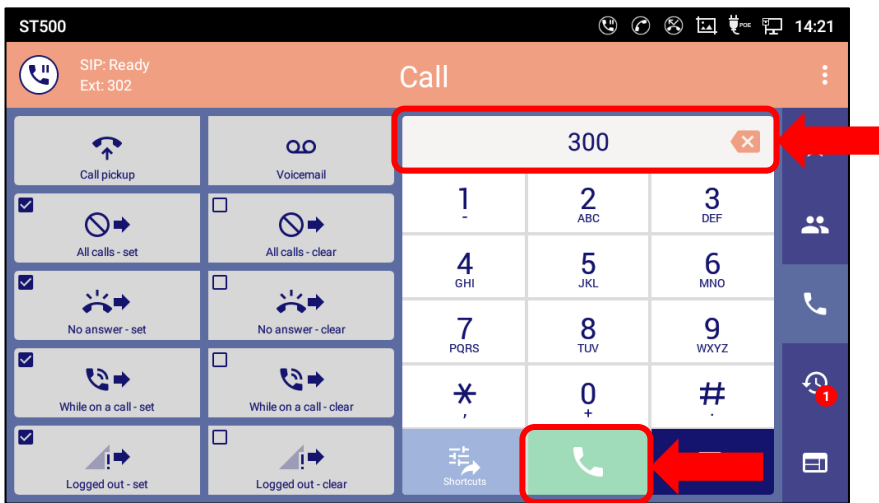 ST500
POE
14:21
SIP: Ready
Ext: 302
Call
Call pickup
Voicemail
300
1
-
2
ABC
3
DEF
All calls - set
All calls - clear
4
GHI
5
JKL
6
MNO
No answer - set
No answer - clear
7
PQRS
8
TUV
9
WXYZ
While on a call - set
While on a call - clear
*
,
0
+
#
.
1
Logged out - set
Logged out - clear
Shortcuts